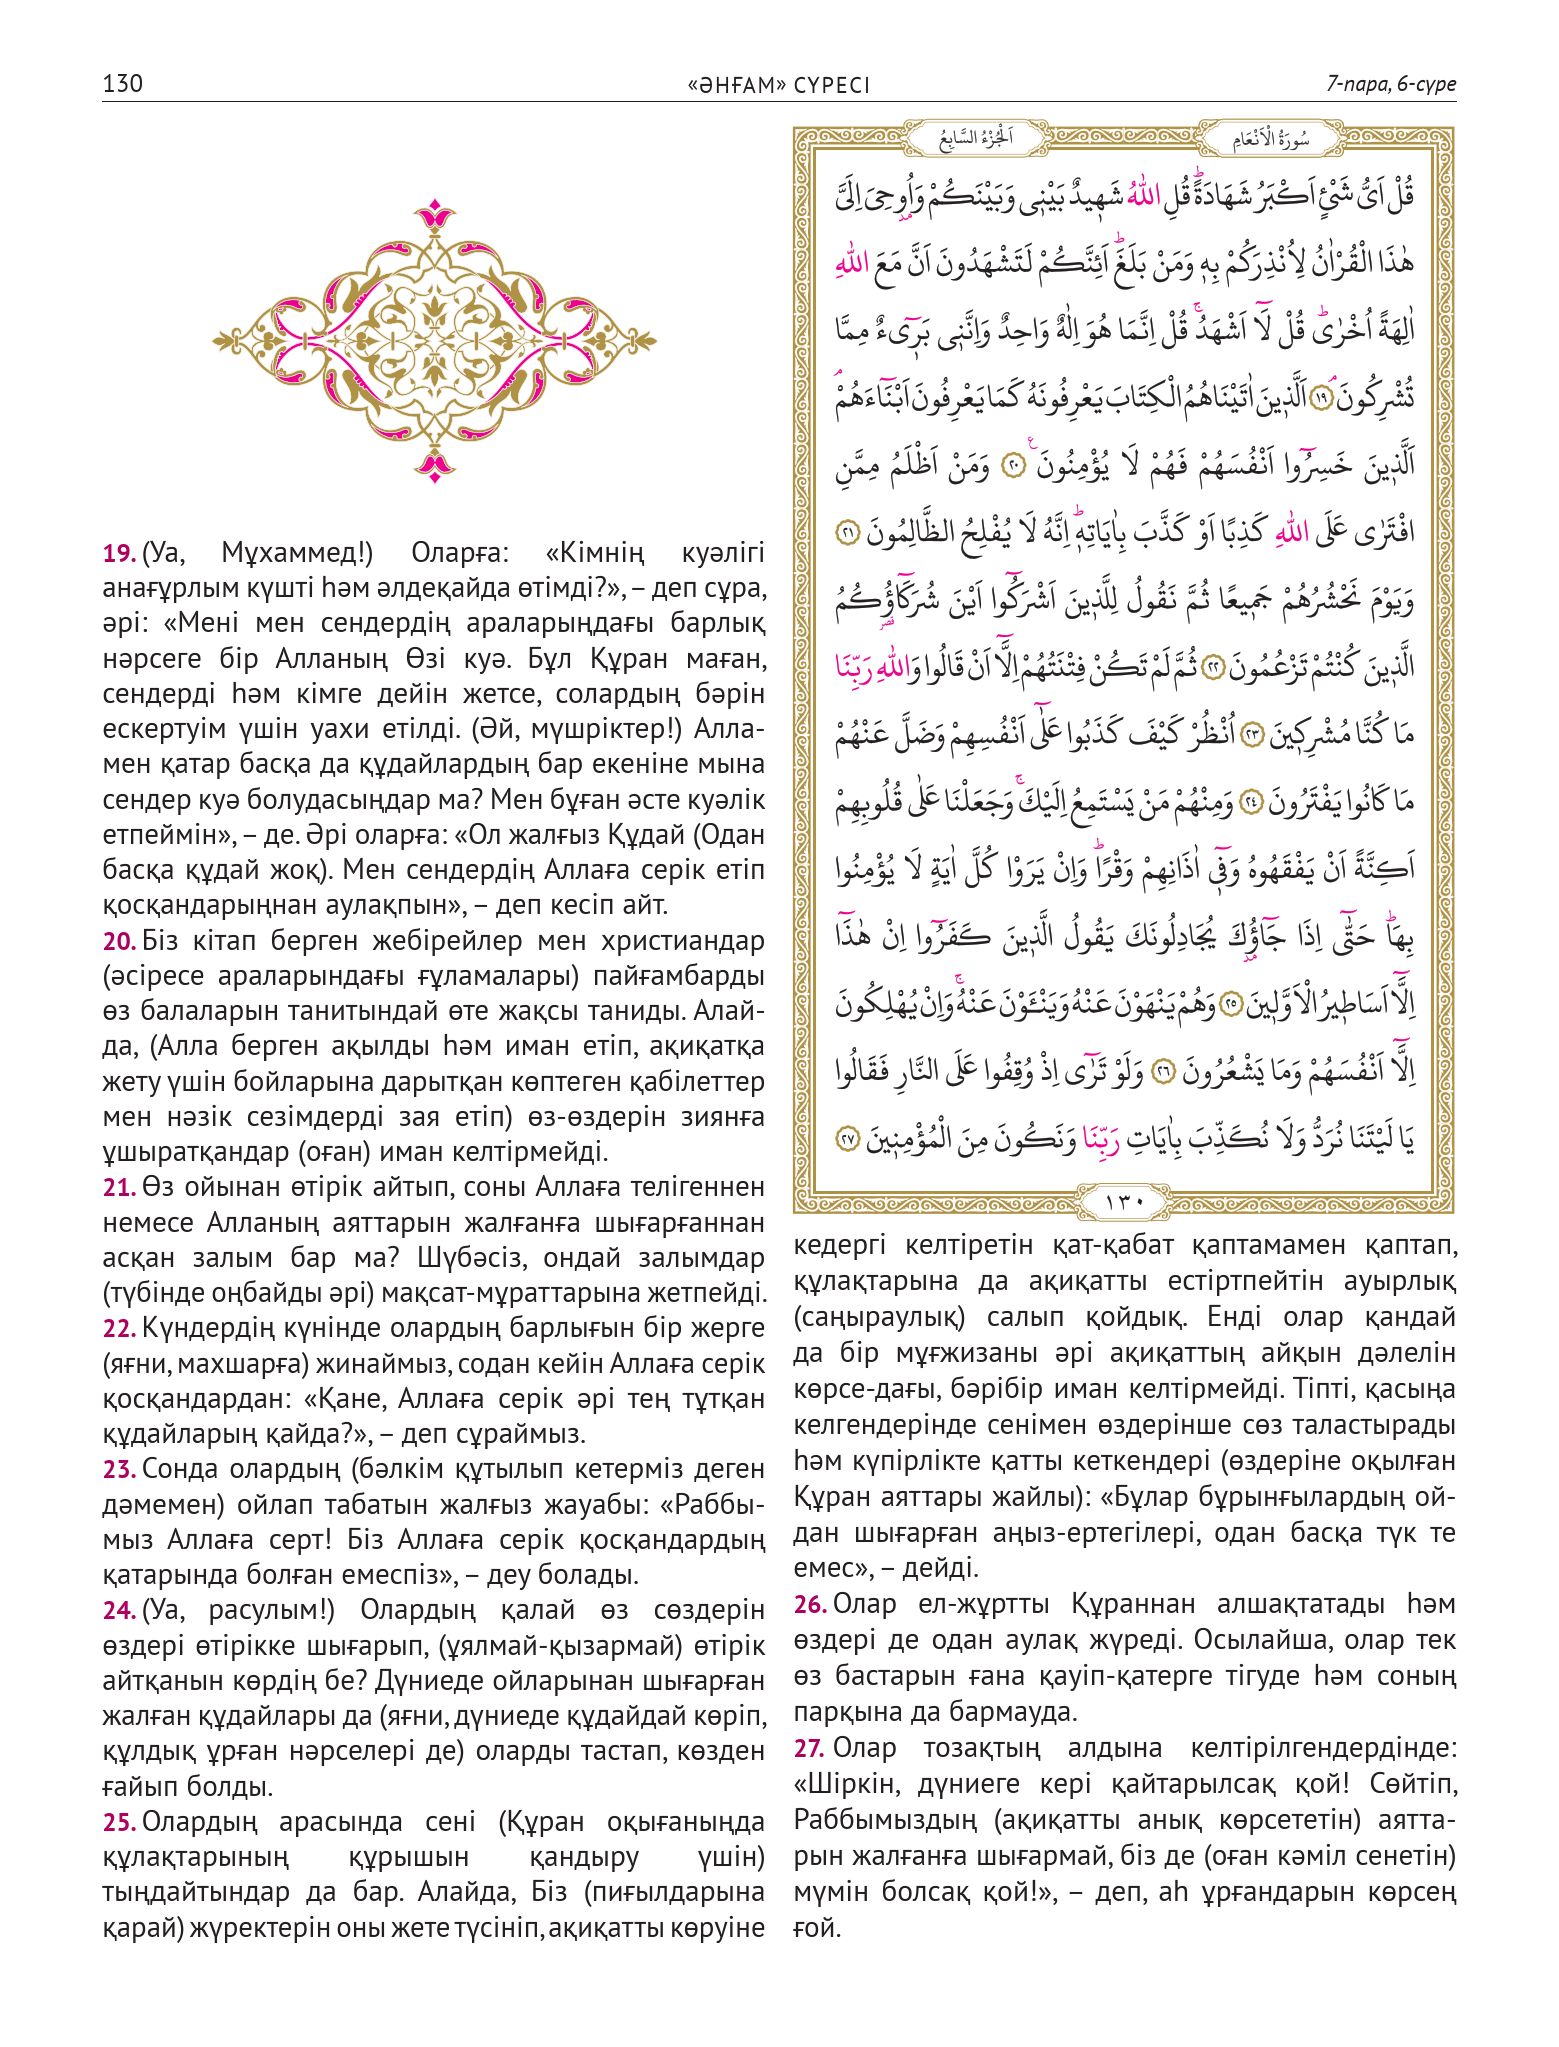 130
«ӘНҒАМ» СҮРЕСІ
7-пара, 6-сүре
19. (Уа, Мұхаммед!) Оларға: «Кімнің куәлігі
анағұрлым күшті һәм әлдеқайда өтімді?», – деп сұра,
әрі: «Мені мен сендердің араларыңдағы барлық
нәрсеге бір Алланың Өзі куә. Бұл Құран маған,
сендерді һәм кімге дейін жетсе, солардың бәрін
ескертуім үшін уахи етілді. (Әй, мүшріктер!) Алла-
мен қатар басқа да құдайлардың бар екеніне мына
сендер куә болудасыңдар ма? Мен бұған әсте куәлік
етпеймін», – де. Әрі оларға: «Ол жалғыз Құдай (Одан
басқа құдай жоқ). Мен сендердің Аллаға серік етіп
қосқандарыңнан аулақпын», – деп кесіп айт.
20. Біз кітап берген жебірейлер мен христиандар
(әсіресе араларындағы ғұламалары) пайғамбарды
өз балаларын танитындай өте жақсы таниды. Алай-
да, (Алла берген ақылды һәм иман етіп, ақиқатқа
жету үшін бойларына дарытқан көптеген қабілеттер
мен нәзік сезімдерді зая етіп) өз-өздерін зиянға
ұшыратқандар (оған) иман келтірмейді.
21. Өз ойынан өтірік айтып, соны Аллаға телігеннен
немесе Алланың аяттарын жалғанға шығарғаннан
асқан залым бар ма? Шүбәсіз, ондай залымдар
(түбінде оңбайды әрі) мақсат-мұраттарына жетпейді.
22. Күндердің күнінде олардың барлығын бір жерге
(яғни, махшарға) жинаймыз, содан кейін Аллаға серік
қосқандардан: «Қане, Аллаға серік әрі тең тұтқан
құдайларың қайда?», – деп сұраймыз.
23. Сонда олардың (бәлкім құтылып кетерміз деген
дәмемен) ойлап табатын жалғыз жауабы: «Раббы-
мыз Аллаға серт! Біз Аллаға серік қосқандардың
қатарында болған емеспіз», – деу болады.
24. (Уа, расулым!) Олардың қалай өз сөздерін
өздері өтірікке шығарып, (ұялмай-қызармай) өтірік
айтқанын көрдің бе? Дүниеде ойларынан шығарған
жалған құдайлары да (яғни, дүниеде құдайдай көріп,
құлдық ұрған нәрселері де) оларды тастап, көзден
ғайып болды.
25. Олардың арасында сені (Құран оқығаныңда
құлақтарының құрышын қандыру үшін)
тыңдайтындар да бар. Алайда, Біз (пиғылдарына
қарай) жүректерін оны жете түсініп, ақиқатты көруіне
اَلْجُزْءُ السَّابِعُ
سُورَةُ الْاَنْعَامِ
قُلْ اَىُّ شَىْءٍ اَكْبَرُ شَهَادَةًۜ قُلِ اللّٰهُ شَه۪يدٌ بَيْن۪ى وَبَيْنَكُمْ وَاُو۫حِىَ اِلَىَّ
هٰذَا الْقُرْاٰنُ لِاُنْذِرَكُمْ بِه۪ وَمَنْ بَلَغَۜ اَئِنَّكُمْ لَتَشْهَدُونَ اَنَّ مَعَ اللّٰهِ
اٰلِهَةً اُخْرٰىۜ قُلْ لَٓا اَشْهَدُۚ قُلْ اِنَّمَا هُوَ اِلٰهٌ وَاحِدٌ وَاِنَّن۪ى بَر۪ٓىءٌ مِمَّا
تُشْرِكُونَۢ ﴿١٩﴾ اَلَّذ۪ينَ اٰتَيْنَاهُمُ الْكِتَابَ يَعْرِفُونَهُ كَمَا يَعْرِفُونَ اَبْنَٓاءَهُمْۢ
اَلَّذ۪ينَ خَسِرُٓوا اَنْفُسَهُمْ فَهُمْ لَا يُؤْمِنُونَ۟ ﴿٢٠﴾ وَمَنْ اَظْلَمُ مِمَّنِ
افْتَرٰى عَلَى اللّٰهِ كَذِبًا اَوْ كَذَّبَ بِاٰيَاتِه۪ۜ اِنَّهُ لَا يُفْلِحُ الظَّالِمُونَ ﴿٢١﴾
وَيَوْمَ نَحْشُرُهُمْ جَم۪يعًا ثُمَّ نَقُولُ لِلَّذ۪ينَ اَشْرَكُٓوا اَيْنَ شُرَكَٓاؤُ۬كُمُ
الَّذ۪ينَ كُنْتُمْ تَزْعُمُونَ ﴿٢٢﴾ ثُمَّ لَمْ تَكُنْ فِتْنَتُهُمْ اِلَّٓا اَنْ قَالُوا وَاللّٰهِ رَبِّنَا
مَا كُنَّا مُشْرِك۪ينَ ﴿٢٣﴾ اُنْظُرْ كَيْفَ كَذَبُوا عَلٰٓى اَنْفُسِهِمْ وَضَلَّ عَنْهُمْ
مَا كَانُوا يَفْتَرُونَ ﴿٢٤﴾ وَمِنْهُمْ مَنْ يَسْتَمِعُ اِلَيْكَۚ وَجَعَلْنَا عَلٰى قُلُوبِهِمْ
اَكِنَّةً اَنْ يَفْقَهُوهُ وَف۪ٓى اٰذَانِهِمْ وَقْرًاۜ وَاِنْ يَرَوْا كُلَّ اٰيَةٍ لَا يُؤْمِنُوا
بِهَاۜ حَتّٰٓى اِذَا جَٓاؤُ۫كَ يُجَادِلُونَكَ يَقُولُ الَّذ۪ينَ كَفَرُٓوا اِنْ هٰذَٓا
اِلَّٓا اَسَاط۪يرُ الْاَوَّل۪ينَ ﴿٢٥﴾ وَهُمْ يَنْهَوْنَ عَنْهُ وَيَنْـَٔوْنَ عَنْهُۚ وَاِنْ يُهْلِكُونَ
اِلَّٓا اَنْفُسَهُمْ وَمَا يَشْعُرُونَ ﴿٢٦﴾ وَلَوْ تَرٰٓى اِذْ وُقِفُوا عَلَى النَّارِ فَقَالُوا
يَا لَيْتَنَا نُرَدُّ وَلَا نُكَذِّبَ بِاٰيَاتِ رَبِّنَا وَنَكُونَ مِنَ الْمُؤْمِن۪ينَ ﴿٢٧﴾
١٣٠
кедергі келтіретін қат-қабат қаптамамен қаптап,
құлақтарына да ақиқатты естіртпейтін ауырлық
(саңыраулық) салып қойдық. Енді олар қандай
да бір мұғжизаны әрі ақиқаттың айқын дәлелін
көрсе-дағы, бәрібір иман келтірмейді. Тіпті, қасыңа
келгендерінде сенімен өздерінше сөз таластырады
һәм күпірлікте қатты кеткендері (өздеріне оқылған
Құран аяттары жайлы): «Бұлар бұрынғылардың ой-
дан шығарған аңыз-ертегілері, одан басқа түк те
емес», – дейді.
26. Олар ел-жұртты Құраннан алшақтатады һәм
өздері де одан аулақ жүреді. Осылайша, олар тек
өз бастарын ғана қауіп-қатерге тігуде һәм соның
парқына да бармауда.
27. Олар тозақтың алдына келтірілгендердінде:
«Шіркін, дүниеге кері қайтарылсақ қой! Сөйтіп,
Раббымыздың (ақиқатты анық көрсететін) аятта-
рын жалғанға шығармай, біз де (оған кәміл сенетін)
мүмін болсақ қой!», – деп, аһ ұрғандарын көрсең
ғой.